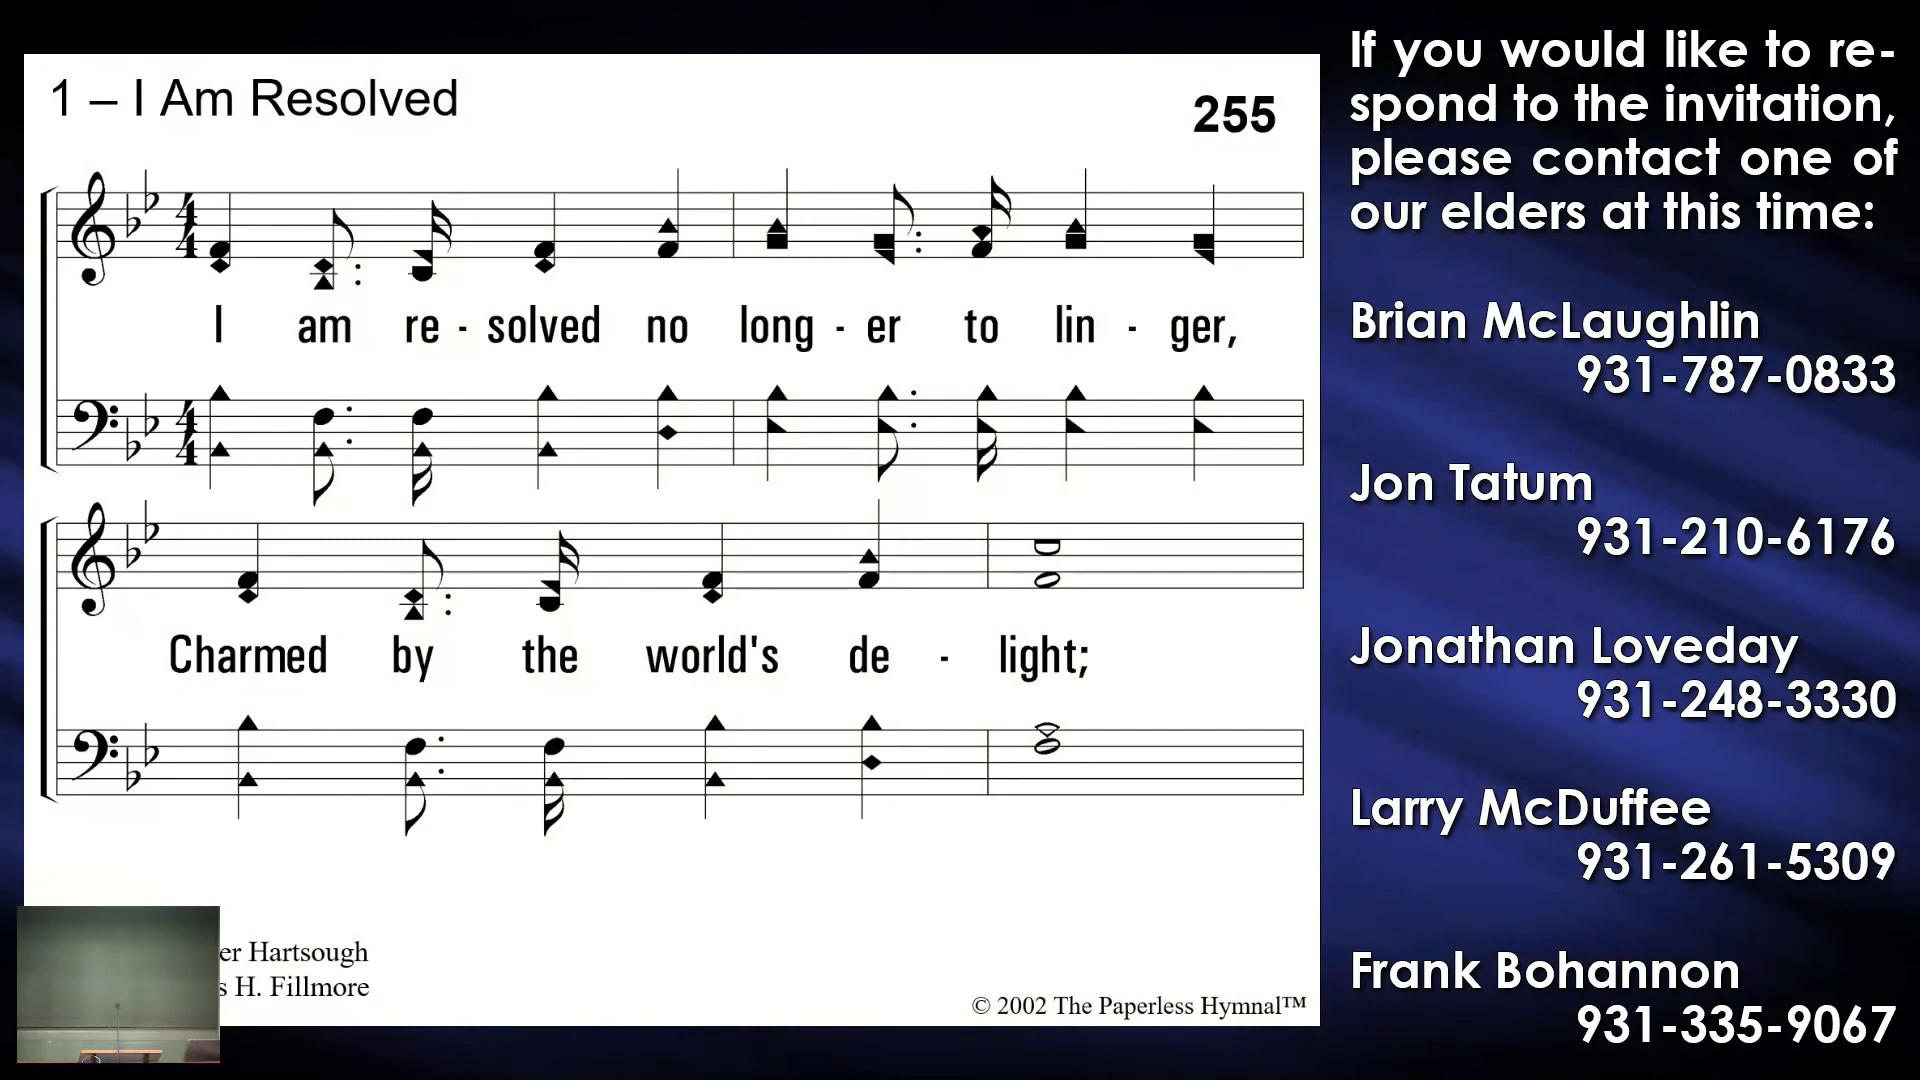 1 – I Am Resolved
255
I am re - solved no long - er to lin - ger,
Charmed by the world's de - light;
er Hartsough
s H. Fillmore
© 2002 The Paperless Hymnal™
If you would like to re-
spond to the invitation,
please contact one of
our elders at this time:
Brian McLaughlin
931-787-0833
Jon Tatum
931-210-6176
Jonathan Loveday
931-248-3330
Larry McDuffee
931-261-5309
Frank Bohannon
931-335-9067